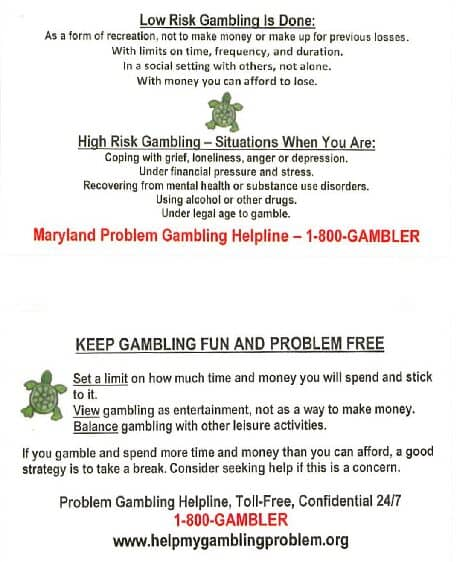 Low Risk Gambling Is Done:
As a form of recreation, not to make money or make up for previous losses.
With limits on time, frequency, and duration.
In a social setting with others, not alone.
With money you can afford to lose.
High Risk Gambling – Situations When You Are:
Coping with grief, loneliness, anger or depression.
Under financial pressure and stress.
Recovering from mental health or substance use disorders.
Using alcohol or other drugs.
Under legal age to gamble.
Maryland Problem Gambling Helpline – 1-800-GAMBLER
KEEP GAMBLING FUN AND PROBLEM FREE
Set a limit on how much time and money you will spend and stick
to it.
View gambling as entertainment, not as a way to make money.
Balance gambling with other leisure activities.
If you gamble and spend more time and money than you can afford, a good
strategy is to take a break. Consider seeking help if this is a concern.
Problem Gambling Helpline, Toll-Free, Confidential 24/7
1-800-GAMBLER
www.helpmygamblingproblem.org